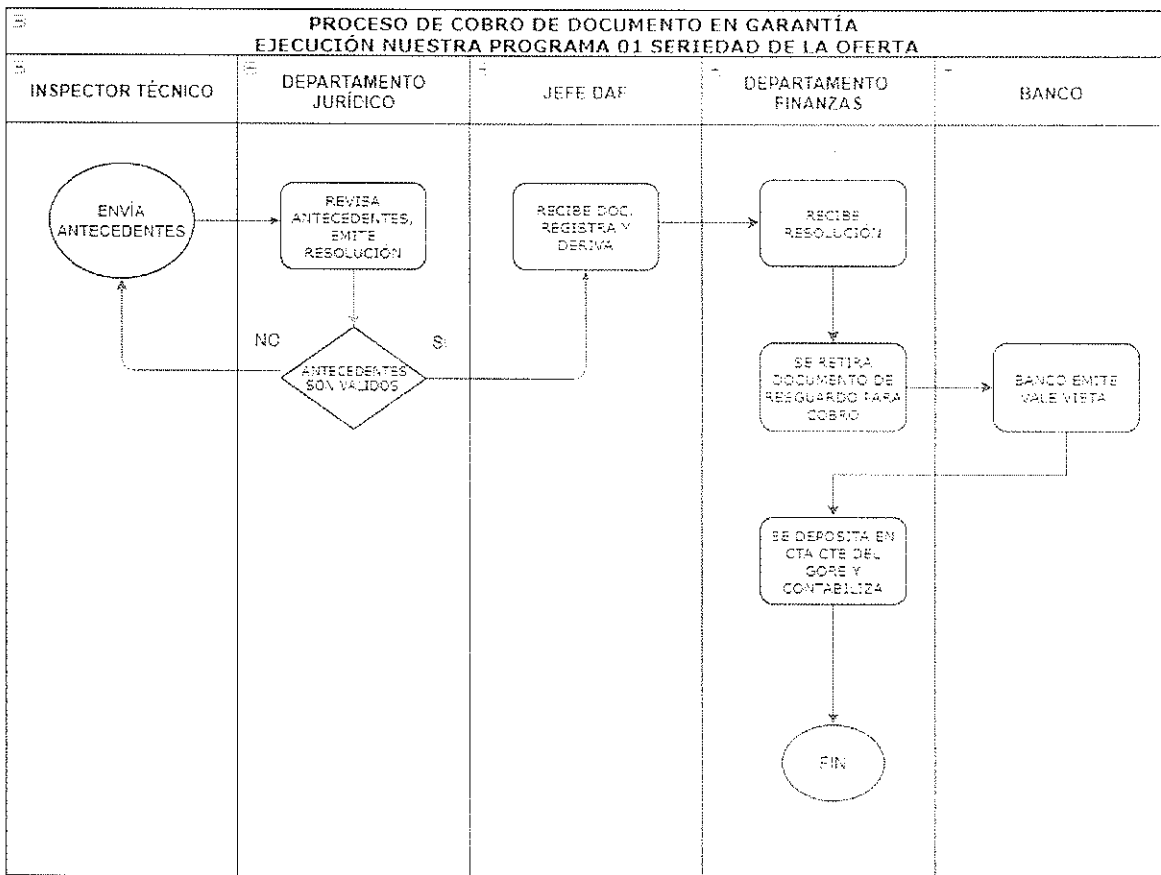 PROCESO DE COBRO DE DOCUMENTO EN GARANTÍA
EJECUCIÓN NUESTRA PROGRAMA 01 SERIEDAD DE LA OFERTA
INSPECTOR TÉCNICO
DEPARTAMENTO
JURÍDICO
JEFE DAF
DEPARTAMENTO
FINANZAS
BANCO
ENVÍA
ANTECEDENTES
REVISA
ANTECEDENTES,
EMITE
RESOLUCIÓN
RECIBE DOC.
REGISTRA Y
DERIVA
RECIBE
RESOLUCIÓN
NO
SI
ANTECEDENTES
SON VALIDOS
SE RETIRA
DOCUMENTO DE
RESGUARDO PARA
COBRO
BANCO EMITE
VALE VISTA
SE DEPOSITA EN
CTA CTE DEL
GORE Y
CONTABILIZA
FIN